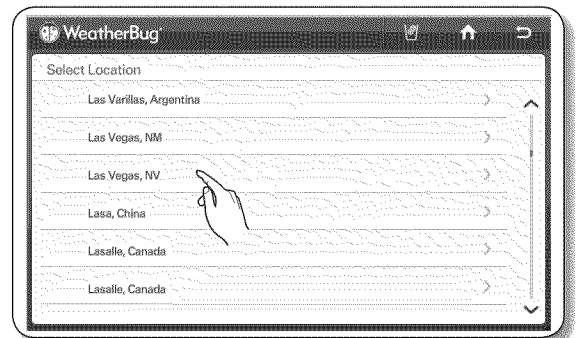 WeatherBug®
Select Location
Las Varillas, Argentina
Las Vegas, NM
Las Vegas, NV
Lasa, China
Lasalle, Canada
Lasalle, Canada